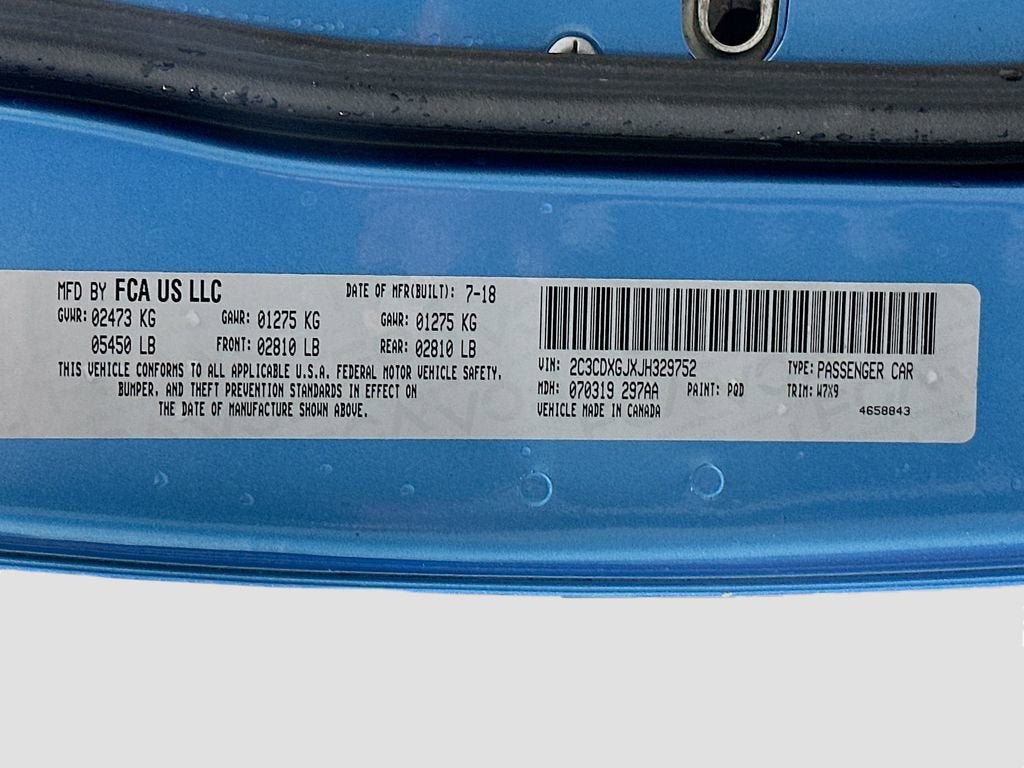 MFD BY FCA US LLC DATE OF MFR(BUILT): 7-18
GVWR: 02473 KG GAWR: 01275 KG GAWR: 01275 KG
05450 LB FRONT: 02810 LB REAR: 02810 LB
THIS VEHICLE CONFORMS TO ALL APPLICABLE U.S.A. FEDERAL MOTOR VEHICLE SAFETY,
BUMPER, AND THEFT PREVENTION STANDARDS IN EFFECT ON
THE DATE OF MANUFACTURE SHOWN ABOVE.
VIN: 2C3CDXGJXJH329752 TYPE: PASSENGER CAR
MDH: 070319 297AA PAINT: PQD TRIM: W7X9
VEHICLE MADE IN CANADA 4658843